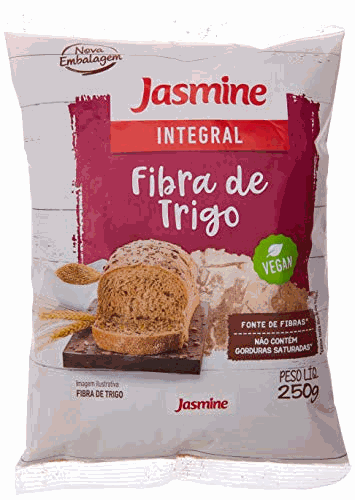 Nova
Embalagem
Jasmine
INTEGRAL
Fibra de
Trigo
VEGAN
FONTE DE FIBRAS*
NÃO CONTÉM
GORDURAS SATURADAS*
Imagem ilustrativa
FIBRA DE TRIGO
PESO LÍQ.
250g
Jasmine